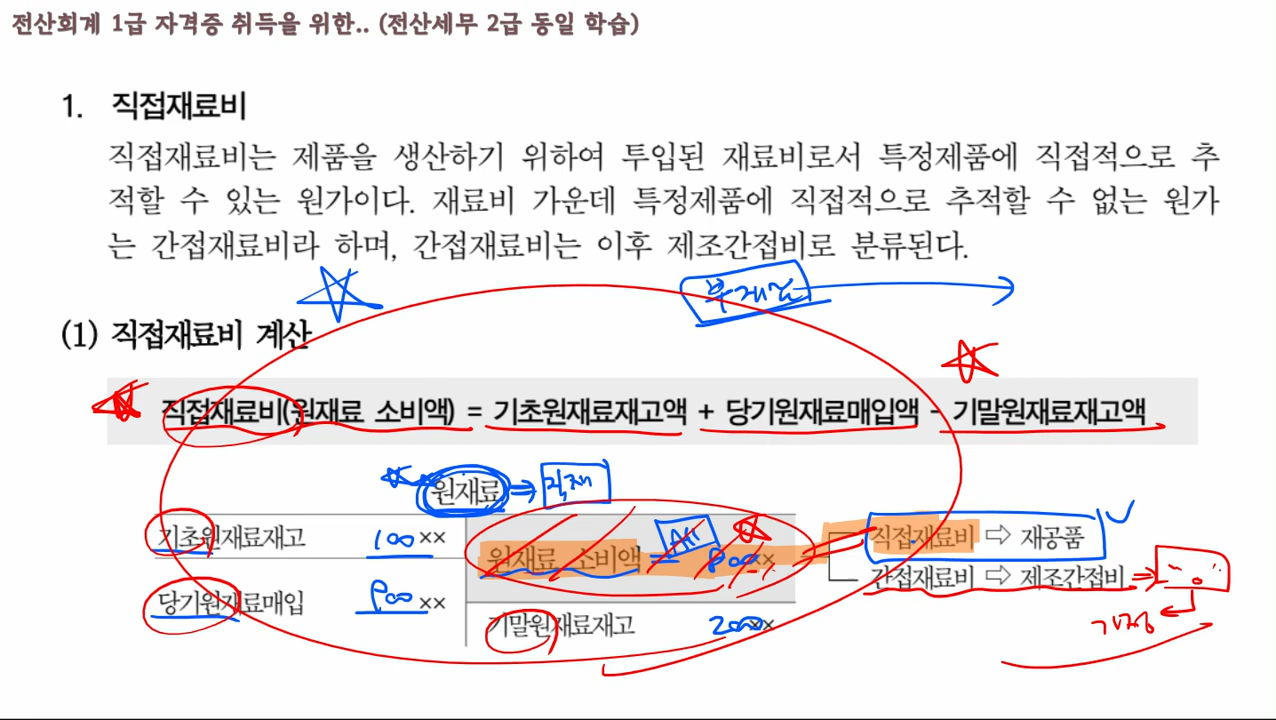 전산회계 1급 자격증 취득을 위한.. (전산세무 2급 동일 학습)
1. 직접재료비
직접재료비는 제품을 생산하기 위하여 투입된 재료비로서 특정제품에 직접적으로 추
적할 수 있는 원가이다. 재료비 가운데 특정제품에 직접적으로 추적할 수 없는 원가
는 간접재료비라 하며, 간접재료비는 이후 제조간접비로 분류된다.
(1) 직접재료비 계산
직접재료비(원재료 소비액) = 기초원재료재고액 + 당기원재료매입액 - 기말원재료재고액
원재료 ⇒ 직재
기초원재료재고 100 ××
원재료 소비액 = 800 ××
직접재료비 ⇨ 재공품
간접재료비 ⇨ 제조간접비 ⇒
당기원재료매입 900 ××
기말원재료재고 200 ××